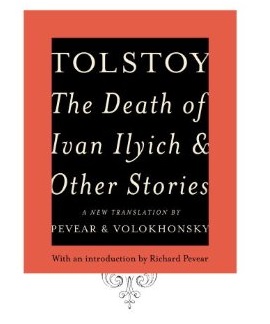 TOLSTOY
The Death of
Ivan Ilyich &
Other Stories
A NEW TRANSLATION BY
PEVEAR & VOLOKHONSKY
With an introduction by Richard Pevear